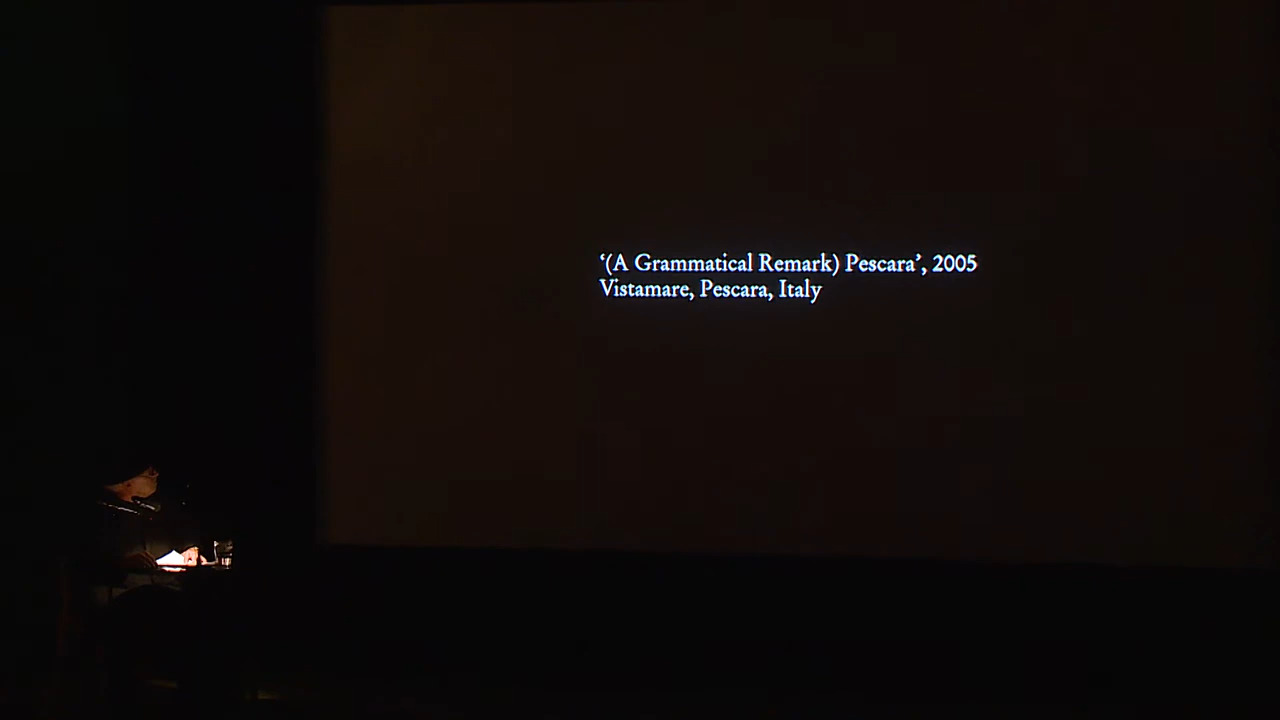 ‘(A Grammatical Remark) Pescara’, 2005
Vistamare, Pescara, Italy